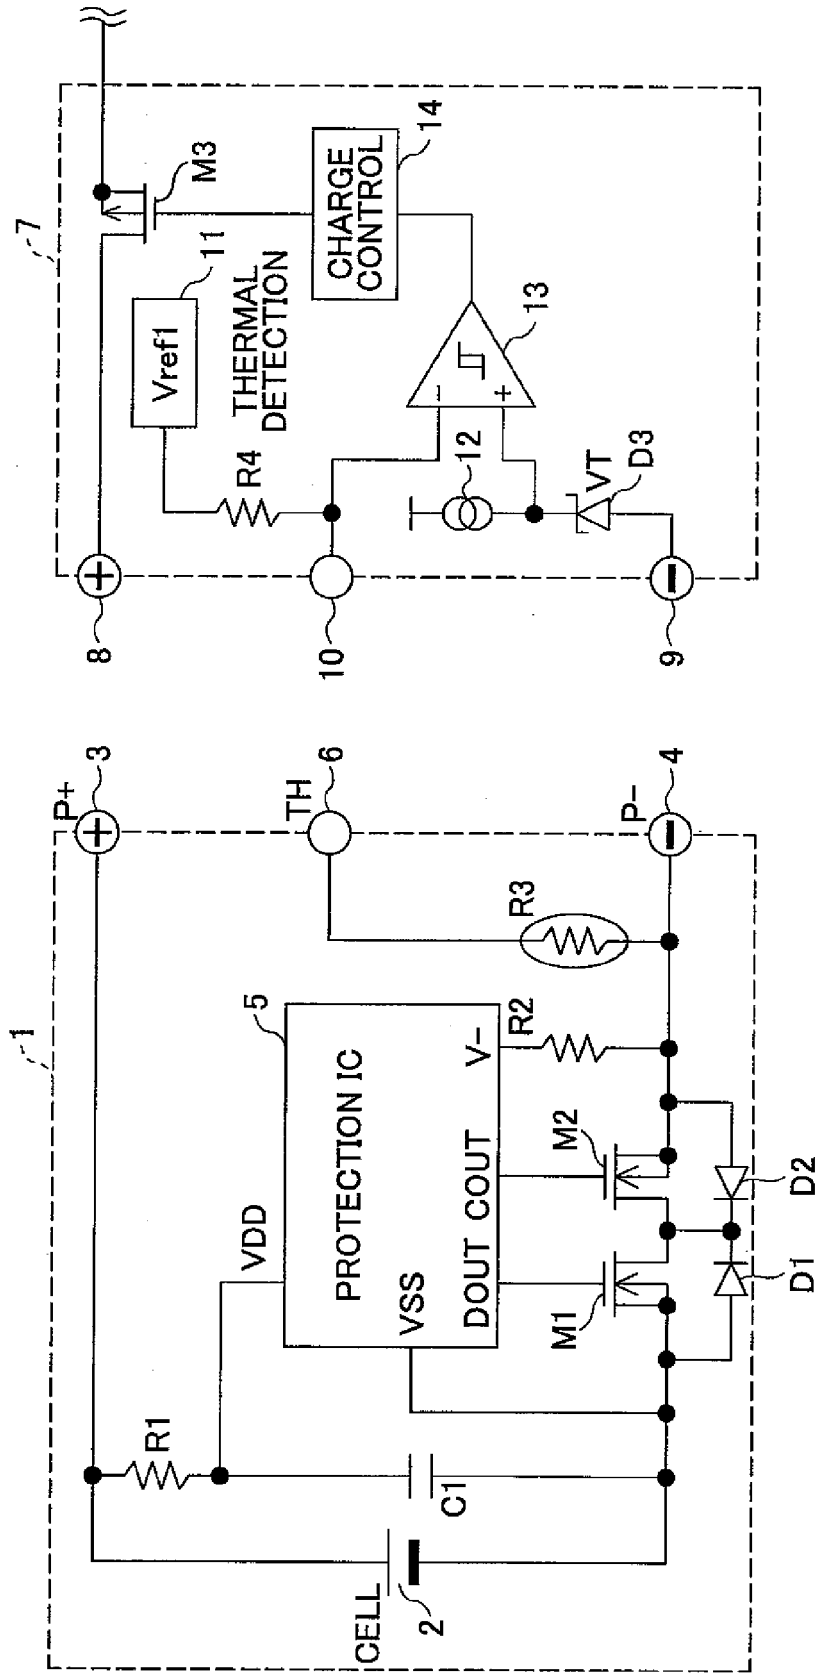 1
P+
3
TH
6
P-
4
CELL
2
R1
C1
VDD
5
PROTECTION IC
VSS
DOUT
COUT
V-
R2
R3
M1
M2
D1
D2
7
8
10
9
Vref1
11
R4
THERMAL
DETECTION
M3
CHARGE
CONTROL
14
12
13
VT
D3
+
-
+
-
-
+